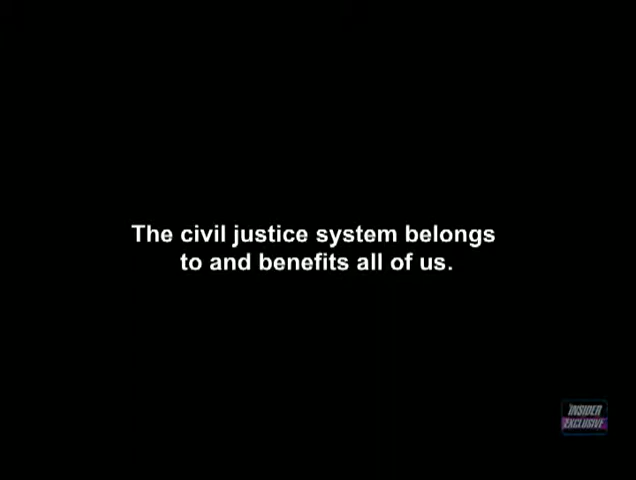 The civil justice system belongs
to and benefits all of us.
INSIDER
EXCLUSIVE